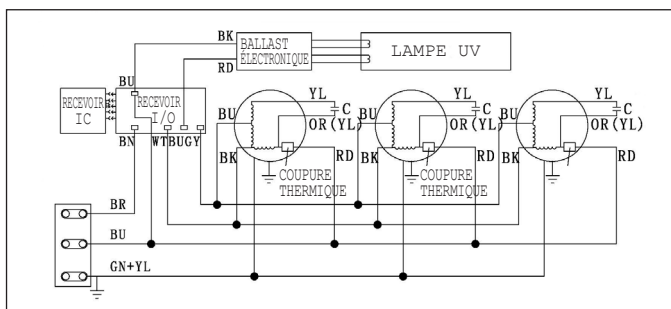 BK
BALLAST
ÉLECTRONIQUE
RD
LAMPE UV
BU
RECEVOIR
IC
RECEVOIR
I/O
BN
WT
BU
GY
YL
C
OR(YL)
BU
BK
RD
COUPURE
THERMIQUE
YL
C
OR(YL)
BU
BK
RD
COUPURE
THERMIQUE
YL
C
OR(YL)
BU
BK
RD
BR
BU
GN+YL